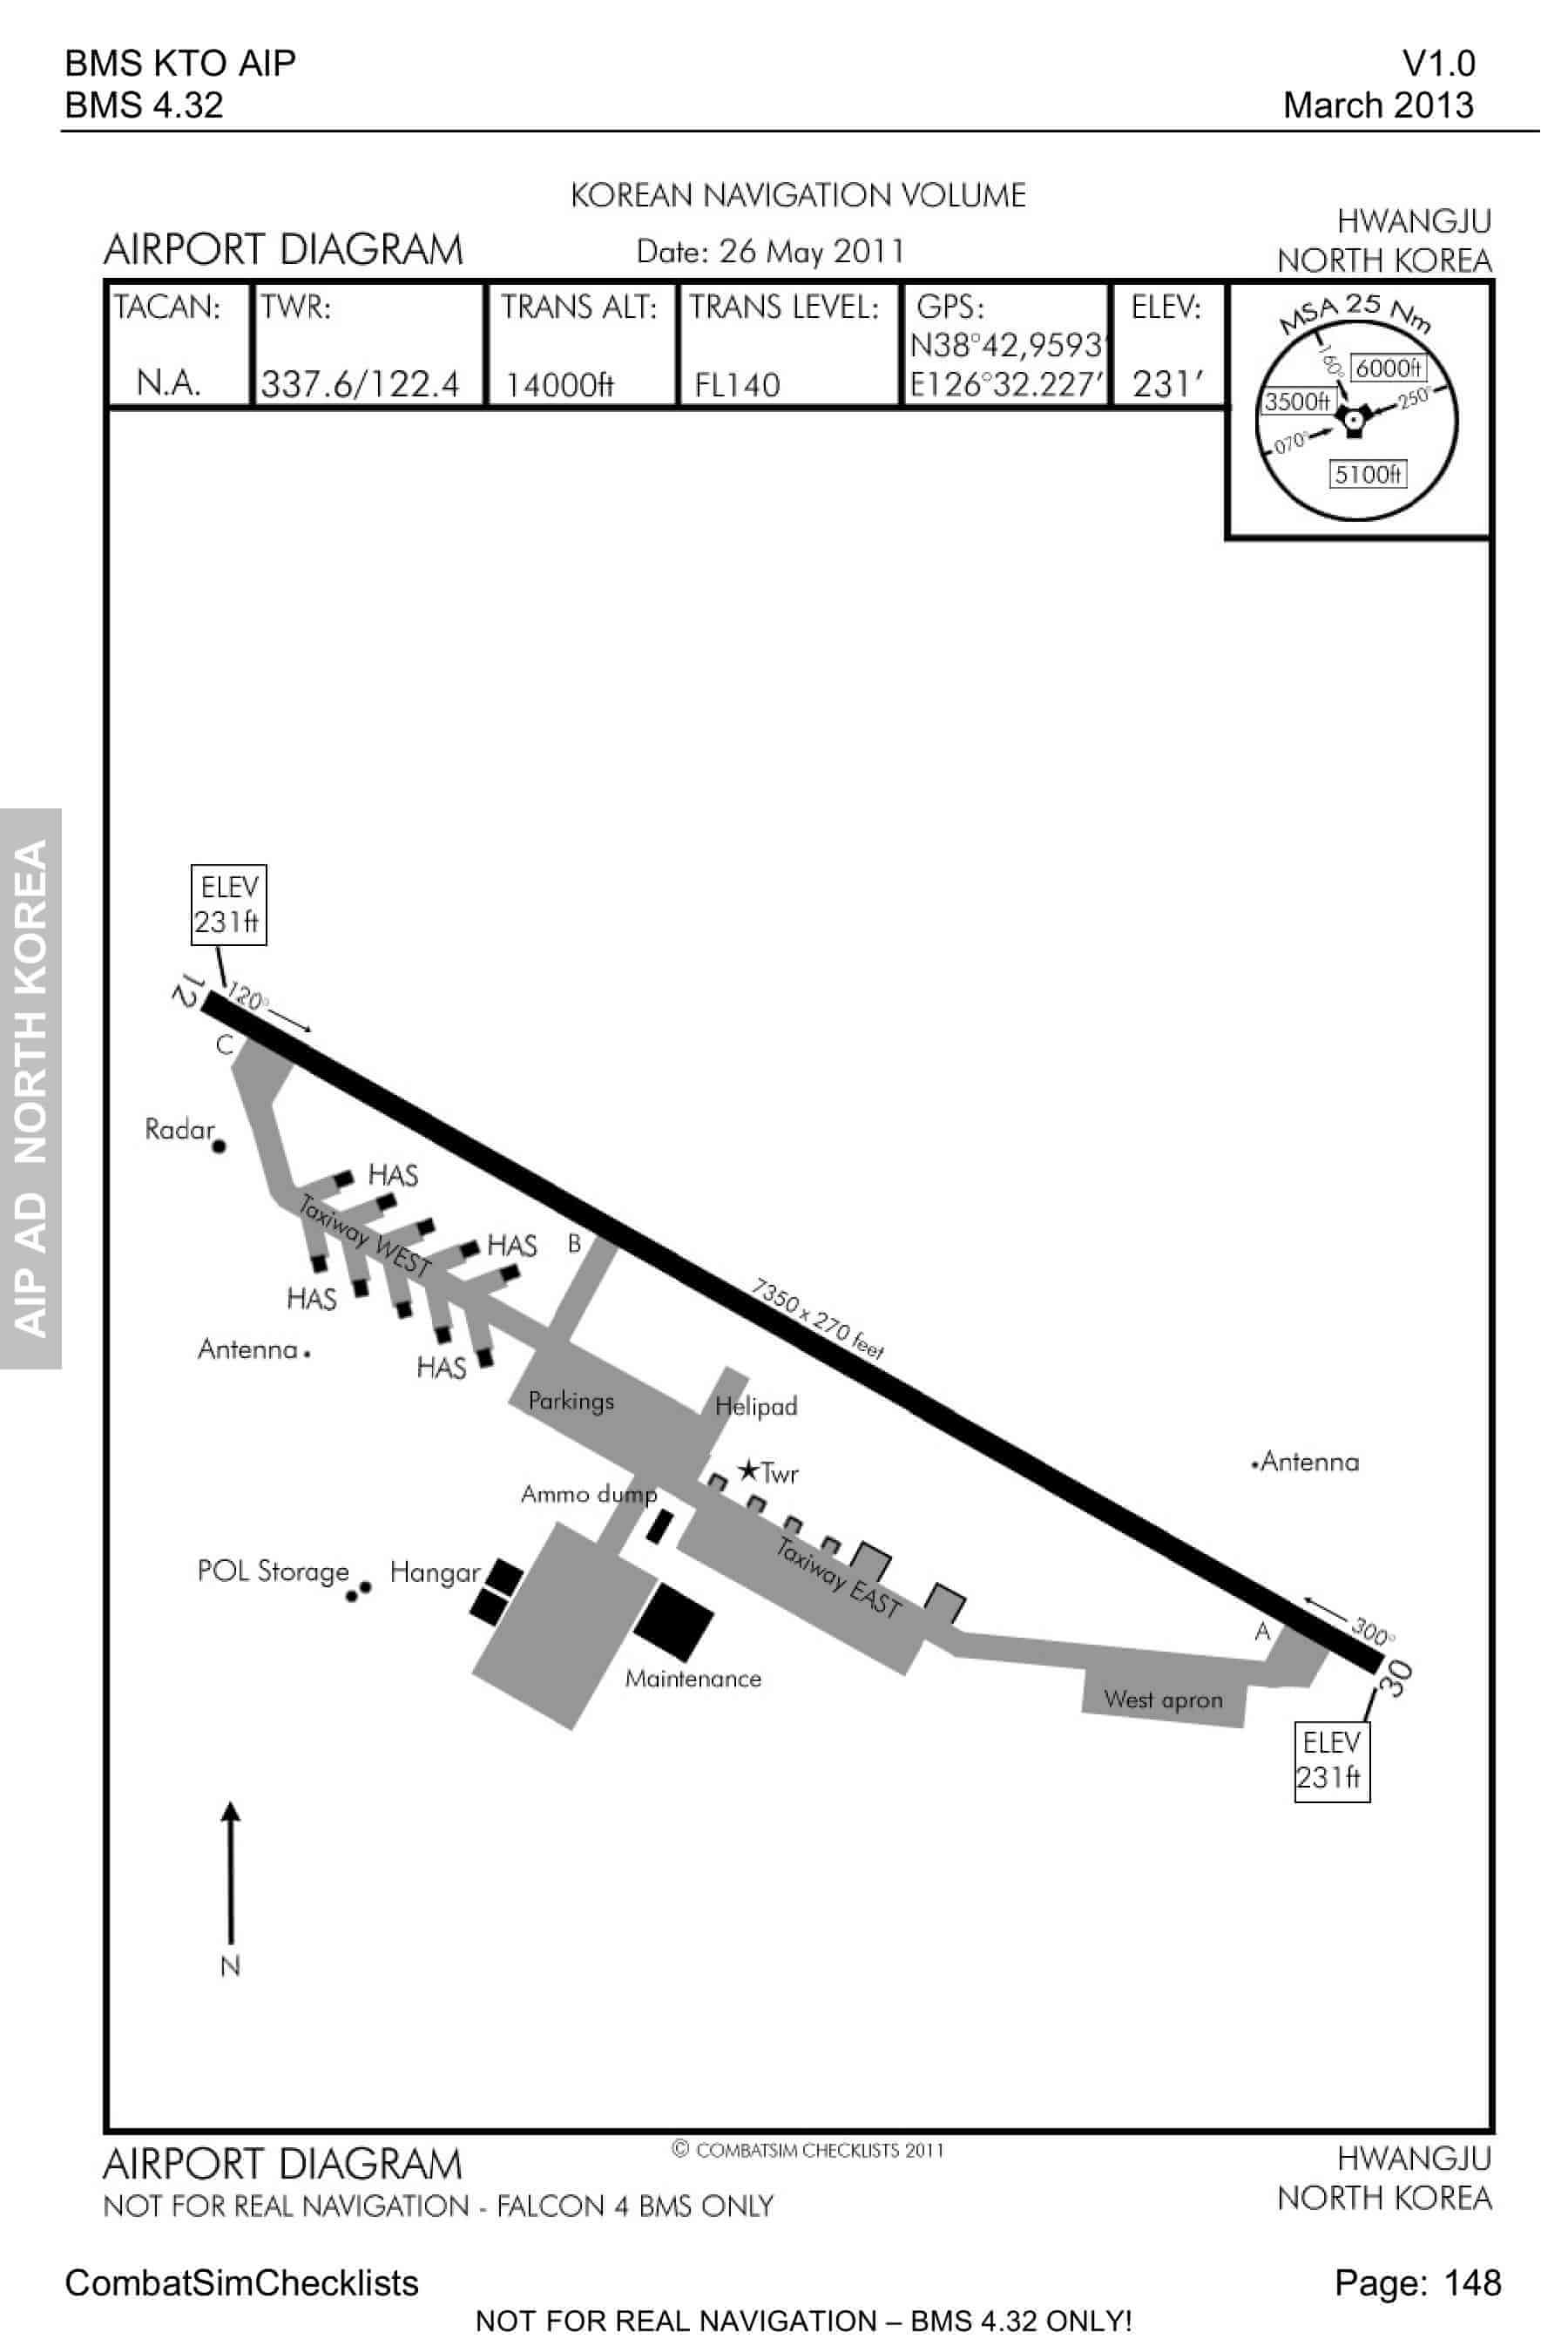 BMS KTO AIP
V1.0
BMS 4.32
March 2013
KOREAN NAVIGATION VOLUME
HWANGJU
AIRPORT DIAGRAM
Date: 26 May 2011
NORTH KOREA
TACAN:
TWR:
TRANS ALT:
TRANS LEVEL:
GPS:
ELEV:
N38°42,9593'
N.A.
337.6/122.4
14000ft
FL140
E126°32.227'
231'
MSA 25 Nm
160°
6000ft
3500ft
250°
070°
5100ft
AIP AD NORTH KOREA
ELEV
231ft
12
120°
C
Radar
HAS
Taxiway WEST
HAS
B
HAS
7350 x 270 feet
Antenna
HAS
Parkings
Helipad
Antenna
Twr
Ammo dump
Taxiway EAST
POL Storage
Hangar
A
300°
30
Maintenance
West apron
ELEV
231ft
N
AIRPORT DIAGRAM
© COMBATSIM CHECKLISTS 2011
HWANGJU
NOT FOR REAL NAVIGATION - FALCON 4 BMS ONLY
NORTH KOREA
CombatSimChecklists
Page: 148
NOT FOR REAL NAVIGATION – BMS 4.32 ONLY!